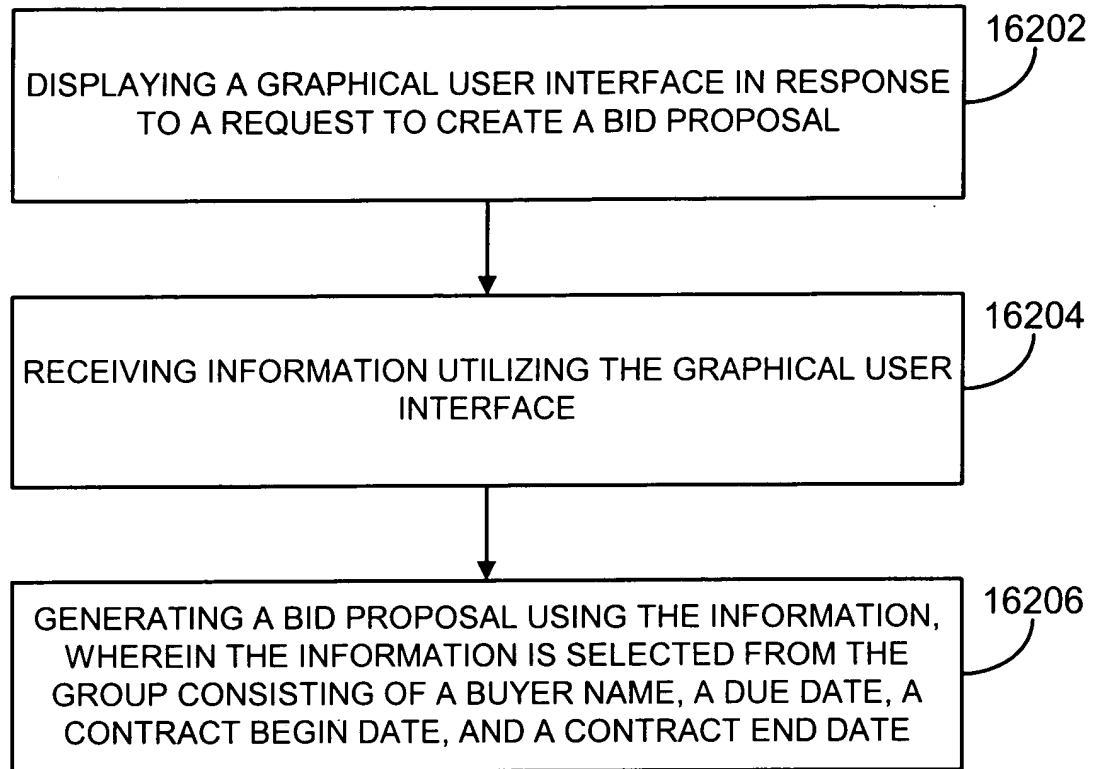 16202
DISPLAYING A GRAPHICAL USER INTERFACE IN RESPONSE
TO A REQUEST TO CREATE A BID PROPOSAL
16204
RECEIVING INFORMATION UTILIZING THE GRAPHICAL USER
INTERFACE
16206
GENERATING A BID PROPOSAL USING THE INFORMATION,
WHEREIN THE INFORMATION IS SELECTED FROM THE
GROUP CONSISTING OF A BUYER NAME, A DUE DATE, A
CONTRACT BEGIN DATE, AND A CONTRACT END DATE